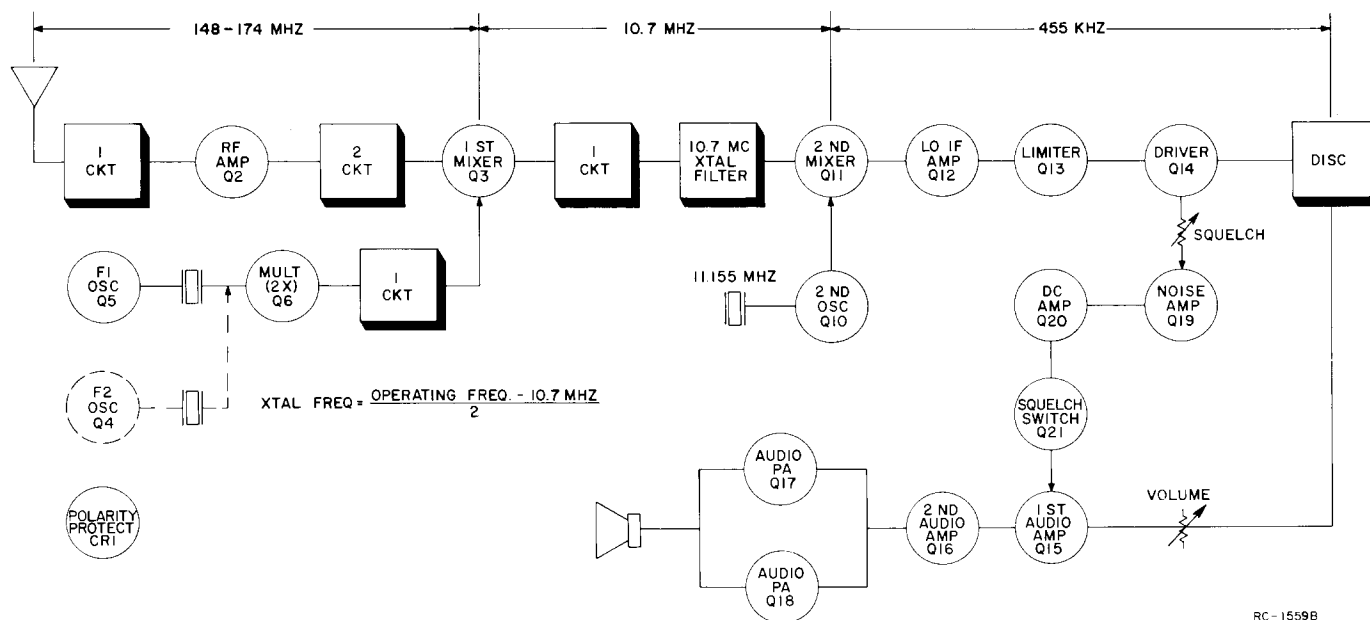 148-174 MHZ
10.7 MHZ
455 KHZ
1
CKT
RF
AMP
Q2
2
CKT
1 ST
MIXER
Q3
1
CKT
10.7 MC
XTAL
FILTER
2 ND
MIXER
Q11
LO IF
AMP
Q12
LIMITER
Q13
DRIVER
Q14
DISC
SQUELCH
F1
OSC
Q5
MULT
(2X)
Q6
1
CKT
11.155 MHZ
2 ND
OSC
Q10
DC
AMP
Q20
NOISE
AMP
Q19
F2
OSC
Q4
XTAL FREQ = OPERATING FREQ. - 10.7 MHZ
2
SQUELCH
SWITCH
Q21
POLARITY
PROTECT
CR1
AUDIO
PA
Q17
AUDIO
PA
Q18
2 ND
AUDIO
AMP
Q16
1 ST
AUDIO
AMP
Q15
VOLUME
RC-1559B